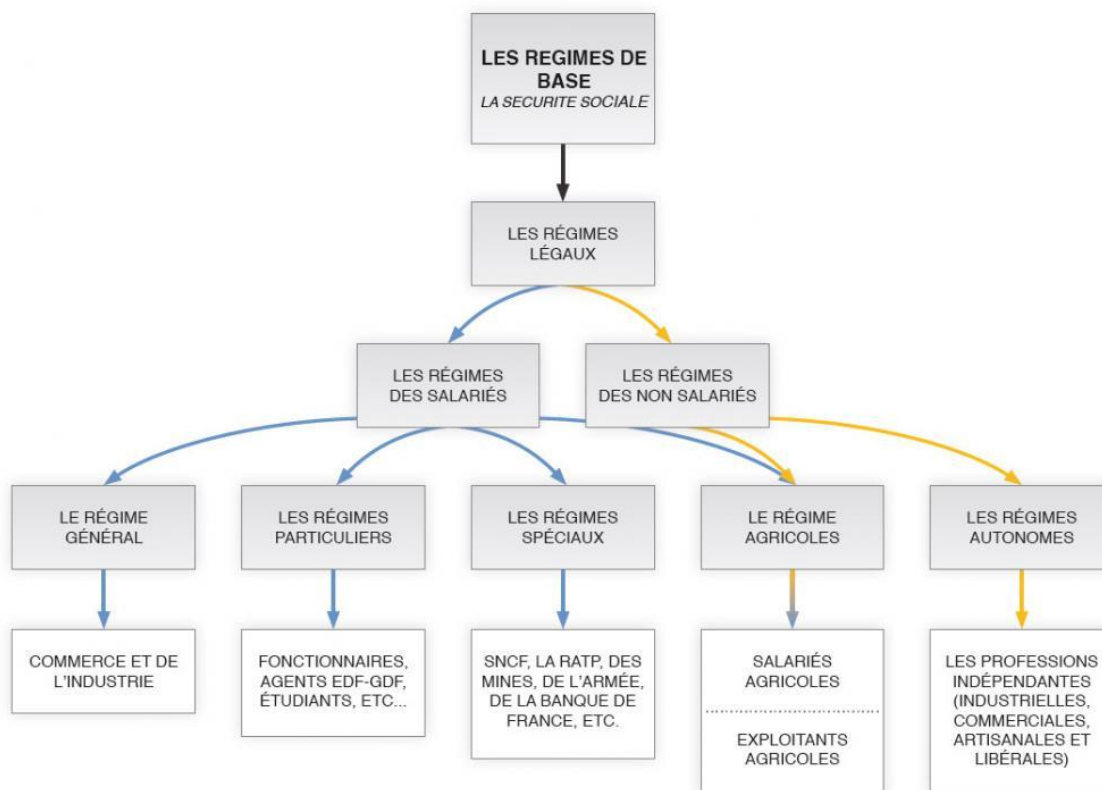 LES REGIMES DE
BASE
LA SECURITE SOCIALE
LES RÉGIMES
LÉGAUX
LES RÉGIMES
DES SALARIÉS
LES RÉGIMES
DES NON SALARIÉS
LE RÉGIME
GÉNÉRAL
LES RÉGIMES
PARTICULIERS
LES RÉGIMES
SPÉCIAUX
LE RÉGIME
AGRICOLES
LES RÉGIMES
AUTONOMES
COMMERCE ET DE
L'INDUSTRIE
FONCTIONNAIRES,
AGENTS EDF-GDF,
ÉTUDIANTS, ETC...
SNCF, LA RATP, DES
MINES, DE L'ARMÉE,
DE LA BANQUE DE
FRANCE, ETC.
SALARIÉS
AGRICOLES
EXPLOITANTS
AGRICOLES
LES PROFESSIONS
INDÉPENDANTES
(INDUSTRIELLES,
COMMERCIALES,
ARTISANALES ET
LIBÉRALES)